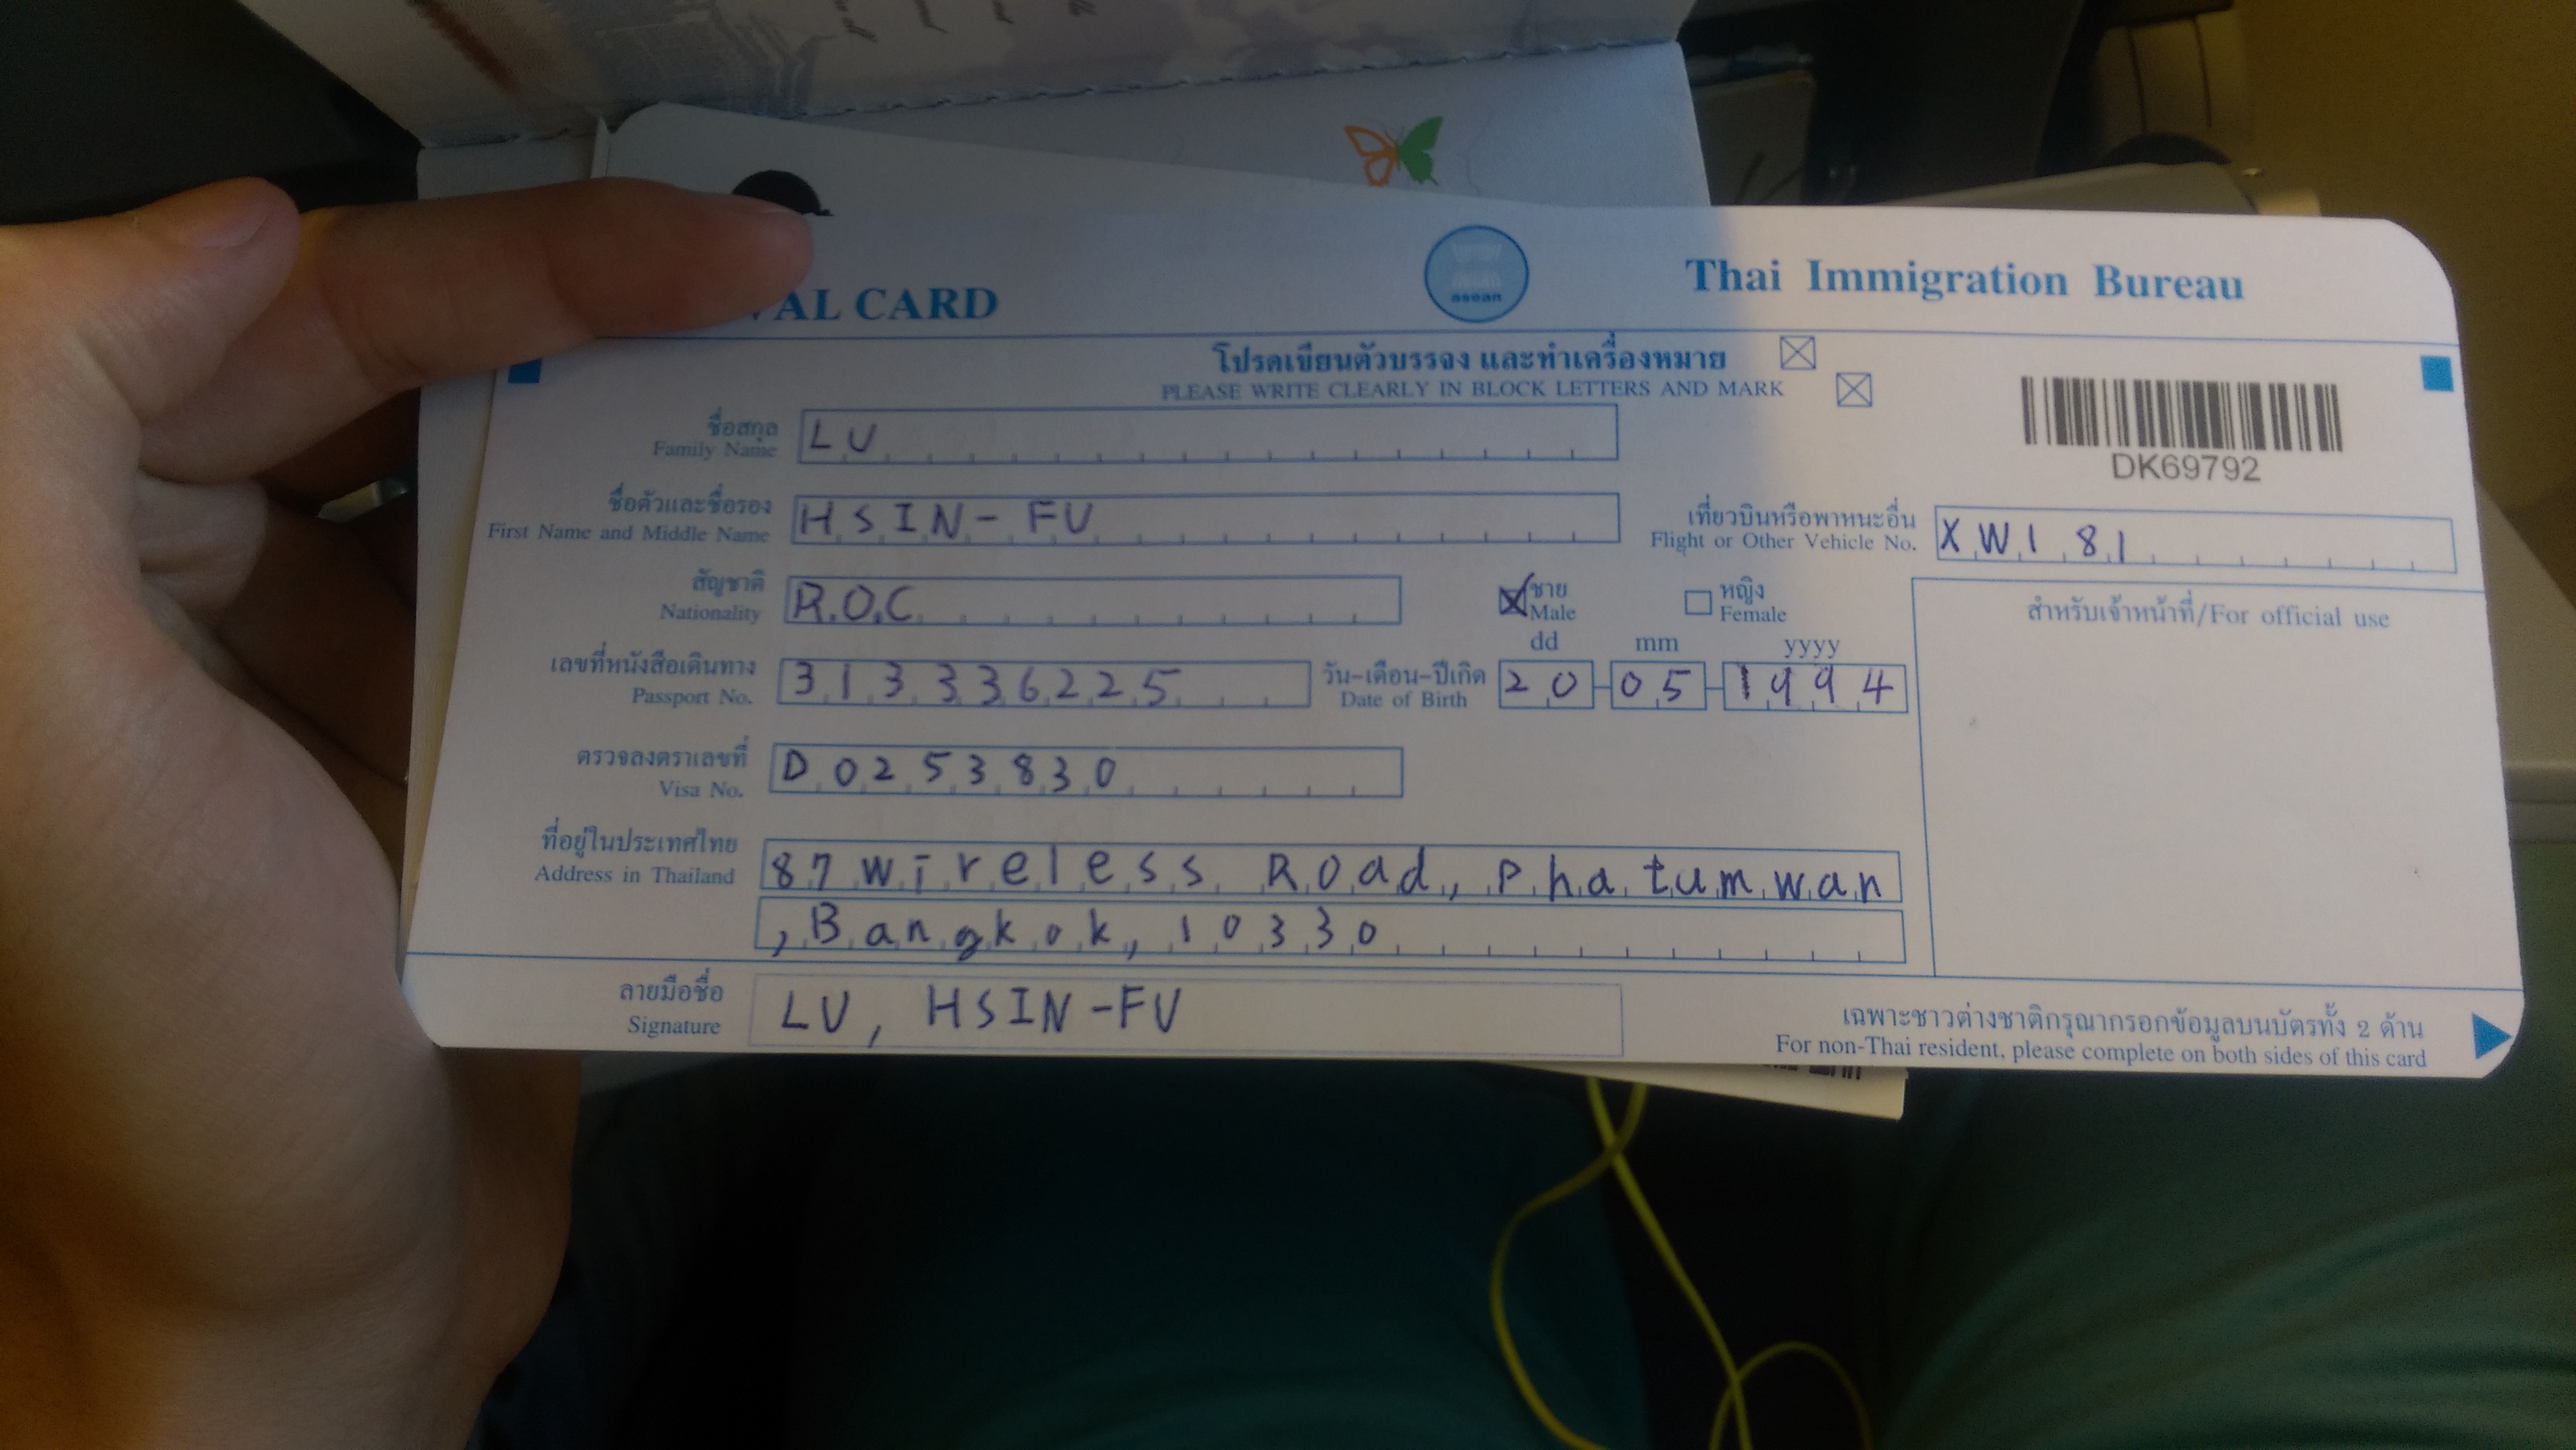 VAL CARD
asean
Thai Immigration Bureau
โปรดเขียนตัวบรรจง และทำเครื่องหมาย
PLEASE WRITE CLEARLY IN BLOCK LETTERS AND MARK
DK69792
ชื่อสกุล
Family Name
LU
ชื่อตัวและชื่อรอง
First Name and Middle Name
HSIN-FU
เที่ยวบินหรือพาหนะอื่น
Flight or Other Vehicle No.
XW181
สัญชาติ
Nationality
R.O.C
ชาย
Male
หญิง
Female
สำหรับเจ้าหน้าที่/For official use
เลขที่หนังสือเดินทาง
Passport No.
313336225
วัน-เดือน-ปีเกิด
Date of Birth
dd mm yyyy
20-05-1994
ตรวจลงตราเลขที่
Visa No.
D0253830
ที่อยู่ในประเทศไทย
Address in Thailand
87 wireless Road, Phatumwan
, Bangkok, 10330
ลายมือชื่อ
Signature
LU, HSIN-FU
เฉพาะชาวต่างชาติกรุณากรอกข้อมูลบนบัตรทั้ง 2 ด้าน
For non-Thai resident, please complete on both sides of this card